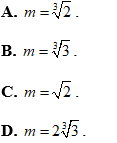 A. m = ∛2 .
B. m = ∛3 .
C. m = √2 .
D. m = 2∛3 .